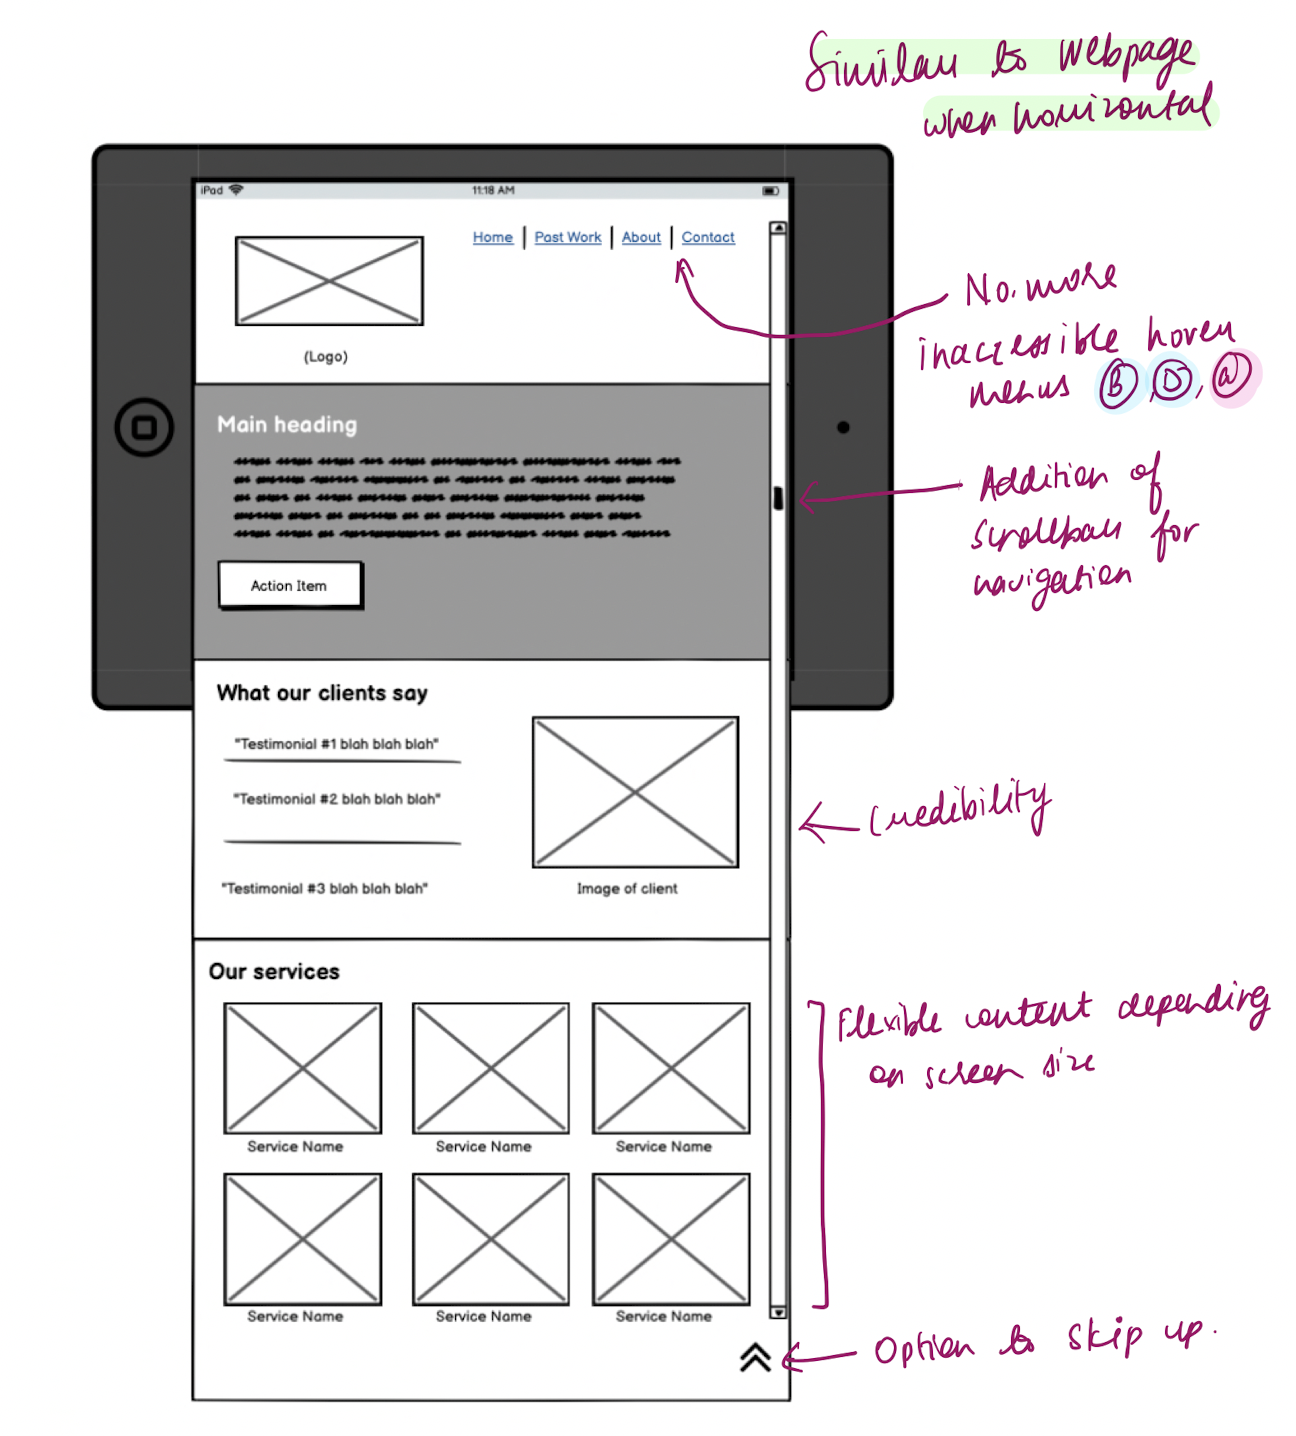 Similar to Webpage
when horizontal
iPad
11:18 AM
Home | Past Work | About | Contact
(Logo)
No more
inaccessible hover
menus B, D, a
Main heading
Action Item
Addition of
scrollbar for
navigation
What our clients say
"Testimonial #1 blah blah blah"
"Testimonial #2 blah blah blah"
"Testimonial #3 blah blah blah"
Image of client
Credibility
Our services
Service Name
Service Name
Service Name
Service Name
Service Name
Service Name
Flexible content depending
on screen size
Option to skip up.